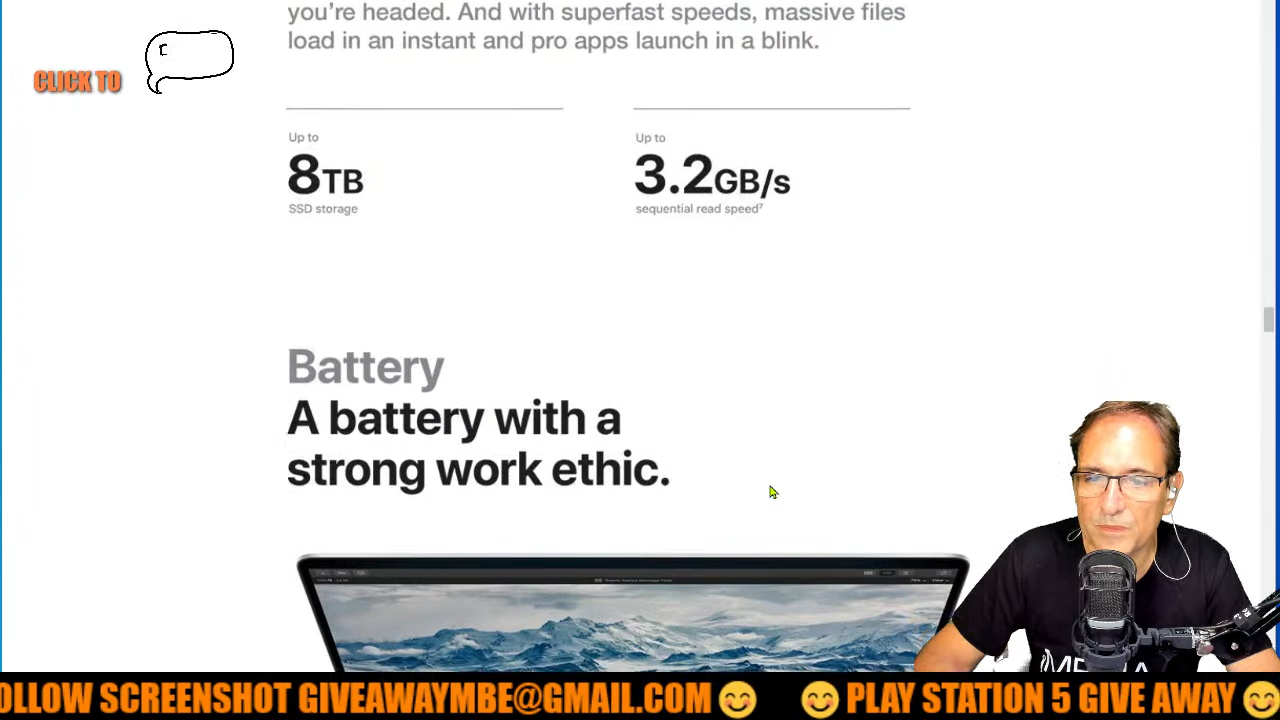 you're headed. And with superfast speeds, massive files
load in an instant and pro apps launch in a blink.
CLICK TO
Up to
8TB
SSD storage
Up to
3.2GB/s
sequential read speed⁷
Battery
A battery with a
strong work ethic.
OLLOW SCREENSHOT GIVEAWAYMBE@GMAIL.COM 😊 😊 PLAY STATION 5 GIVE AWAY 😊